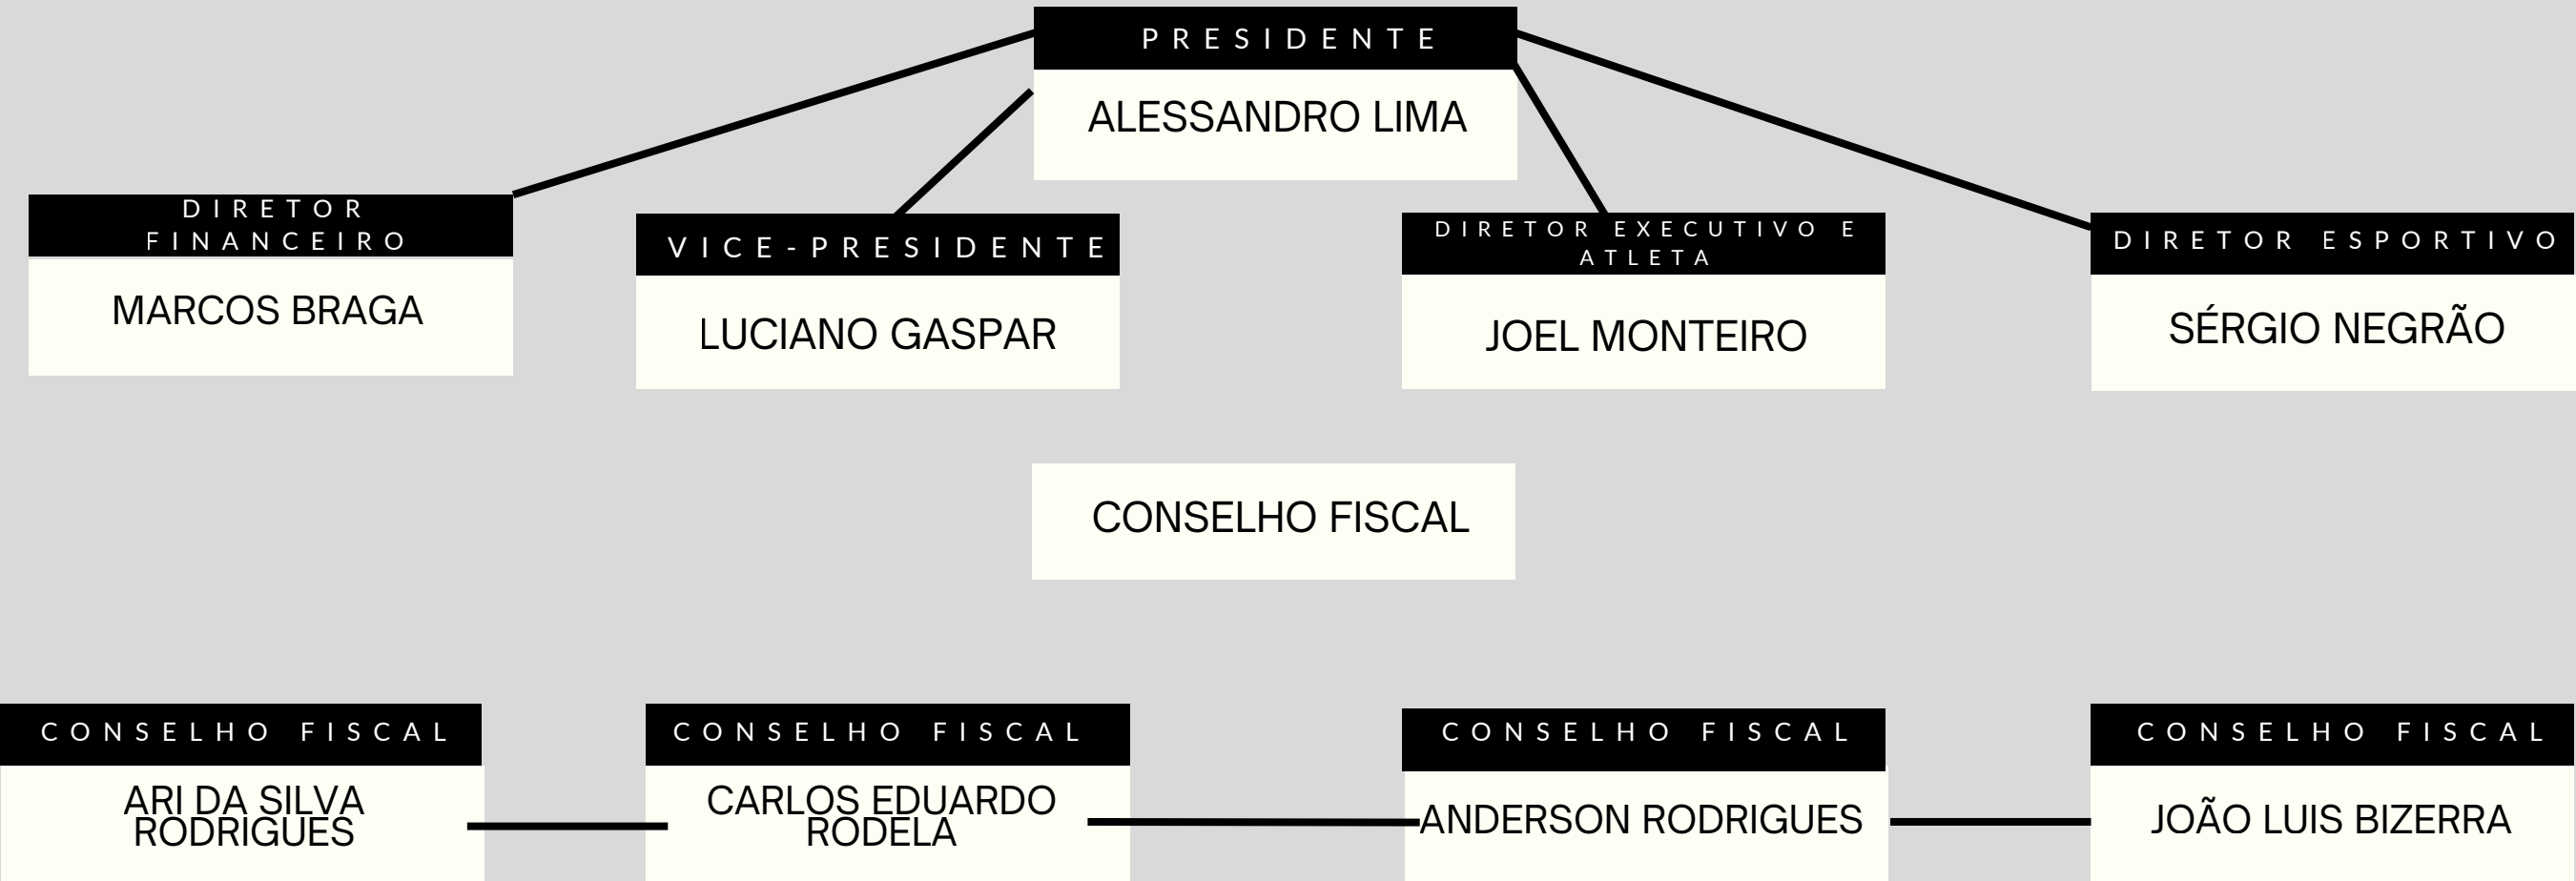 PRESIDENTE
ALESSANDRO LIMA
DIRETOR
FINANCEIRO
MARCOS BRAGA
VICE-PRESIDENTE
LUCIANO GASPAR
DIRETOR EXECUTIVO E
ATLETA
JOEL MONTEIRO
DIRETOR ESPORTIVO
SÉRGIO NEGRÃO
CONSELHO FISCAL
CONSELHO FISCAL
ARI DA SILVA
RODRIGUES
CONSELHO FISCAL
CARLOS EDUARDO
RODELA
CONSELHO FISCAL
ANDERSON RODRIGUES
CONSELHO FISCAL
JOÃO LUIS BIZERRA